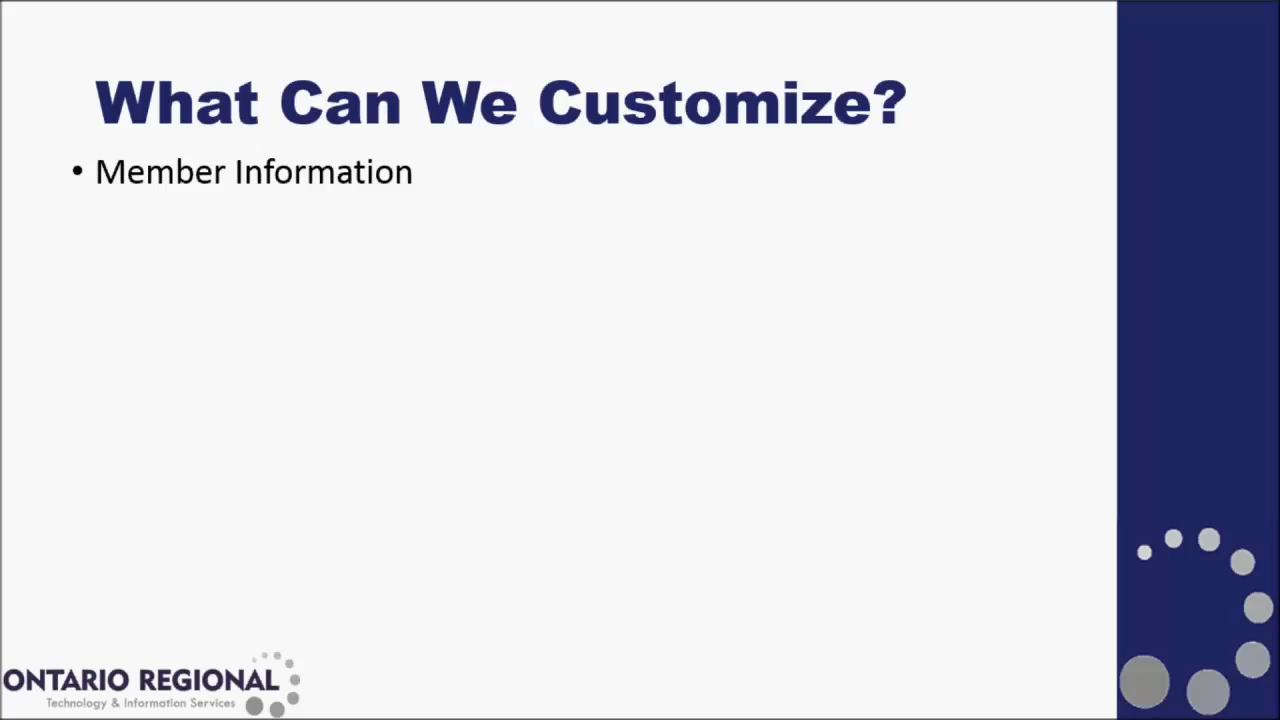 What Can We Customize?
• Member Information
ONTARIO REGIONAL
Technology & Information Services